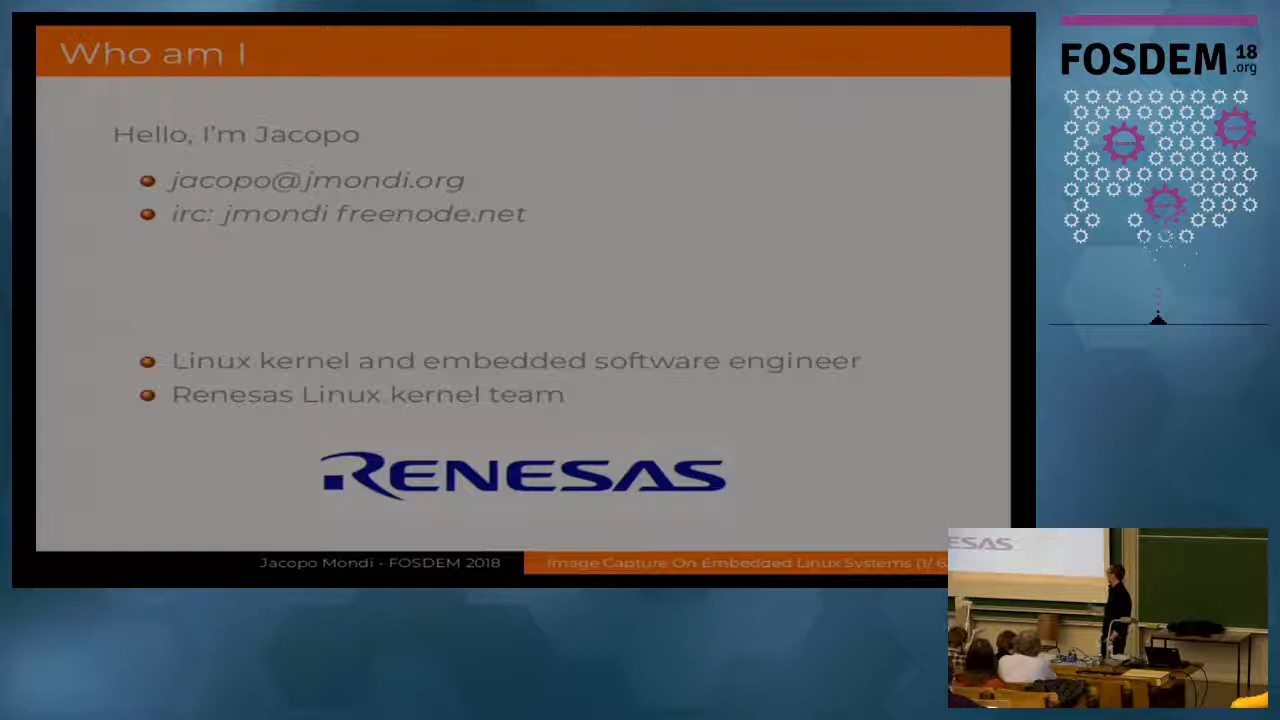 Who am I
Hello, I'm Jacopo
jacopo@jmondi.org
irc: jmondi freenode.net
Linux kernel and embedded software engineer
Renesas Linux kernel team
RENESAS
Jacopo Mondi - FOSDEM 2018
Image Capture On Embedded Linux Systems (1/ 6
FOSDEM 18
.org
ESAS